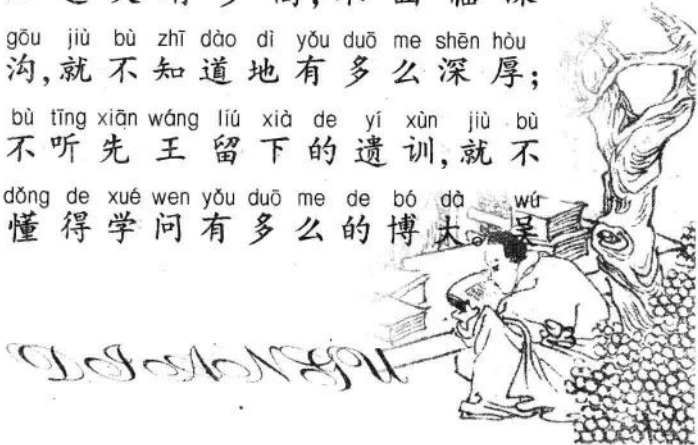 gōu jiù bù zhī dào dì yǒu duō me shēn hòu
沟,就不知道地有多么深厚;
bù tīng xiān wáng liú xià de yí xùn jiù bù
不听先王留下的遗训,就不
dǒng de xué wen yǒu duō me de bó dà wú
懂得学问有多么的博大。吴